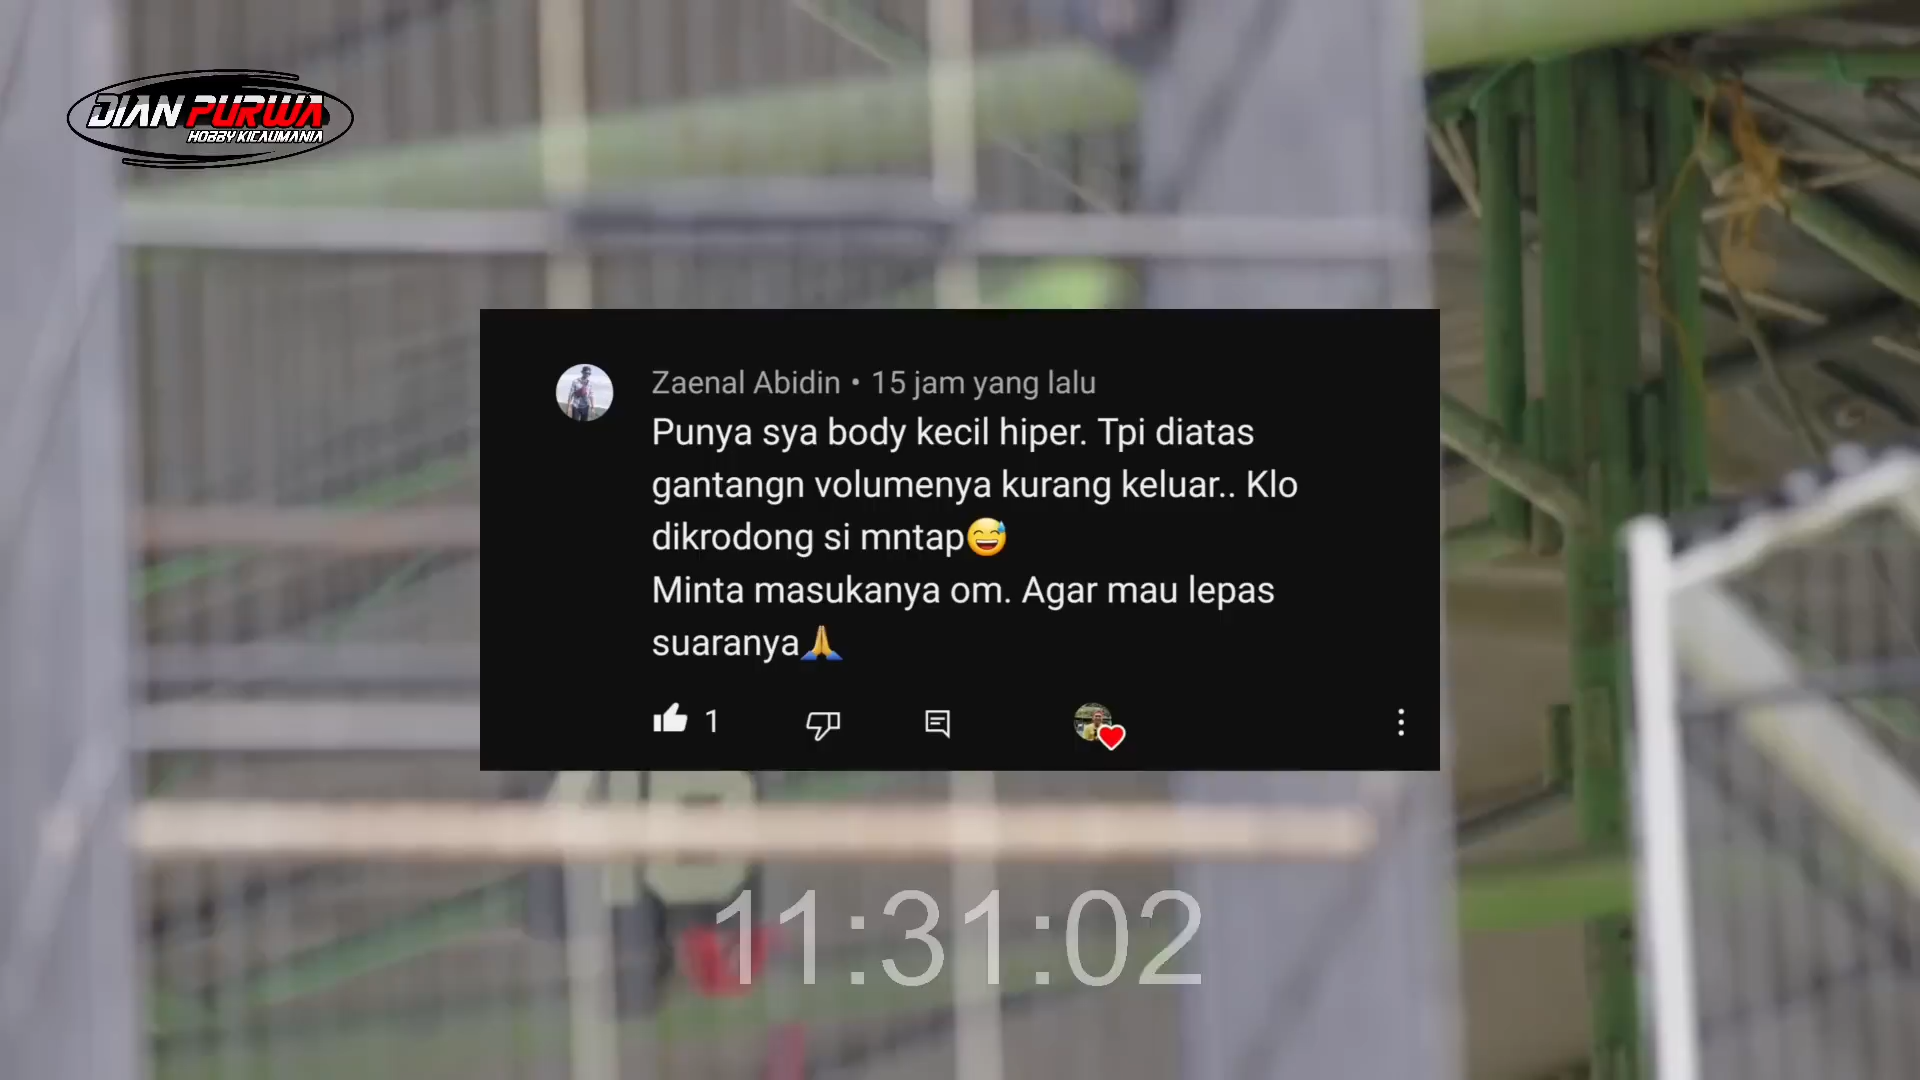 DIAN PURWA
HOBBY KICAUMANIA
Zaenal Abidin • 15 jam yang lalu
Punya sya body kecil hiper. Tpi diatas
gantangn volumenya kurang keluar.. Klo
dikrodong si mntap😅
Minta masukanya om. Agar mau lepas
suaranya🙏
1
11:31:02